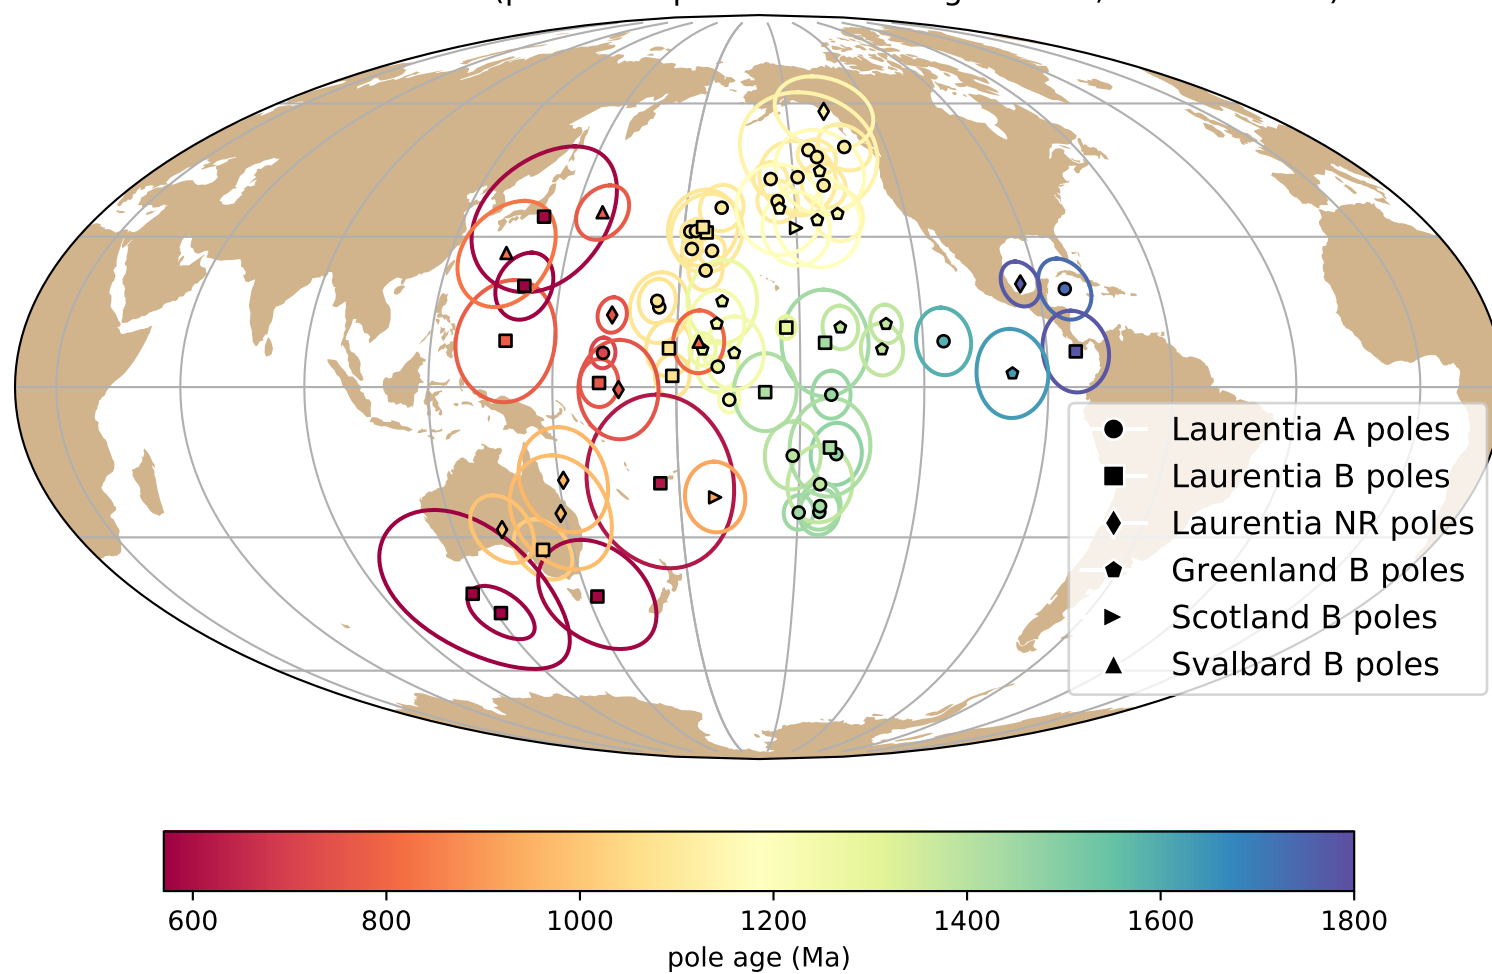 Laurentia A poles
Laurentia B poles
Laurentia NR poles
Greenland B poles
Scotland B poles
Svalbard B poles
600 800 1000 1200 1400 1600 1800
pole age (Ma)